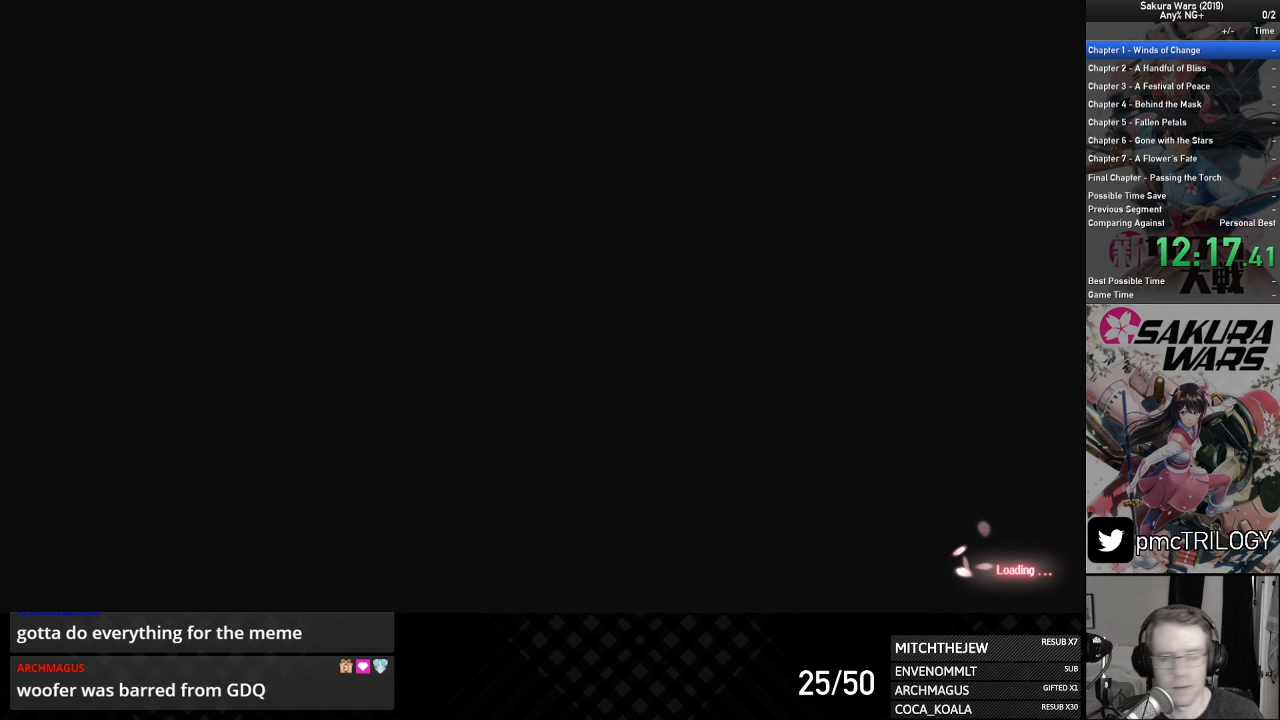 Sakura Wars (2019)
Any% NG+ 0/2
+/- Time
Chapter 1 - Winds of Change -
Chapter 2 - A Handful of Bliss -
Chapter 3 - A Festival of Peace -
Chapter 4 - Behind the Mask -
Chapter 5 - Fallen Petals -
Chapter 6 - Gone with the Stars -
Chapter 7 - A Flower's Fate -
Final Chapter - Passing the Torch -
Possible Time Save -
Previous Segment -
Comparing Against Personal Best
12:17.41
新
大戦
Best Possible Time -
Game Time -
SAKURA
WARS
pmcTRILOGY
Loading ...
gotta do everything for the meme
ARCHMAGUS
woofer was barred from GDQ
25/50
MITCHTHEJEW RESUB X7
ENVENOMMLT SUB
ARCHMAGUS GIFTED X1
COCA_KOALA RESUB X30